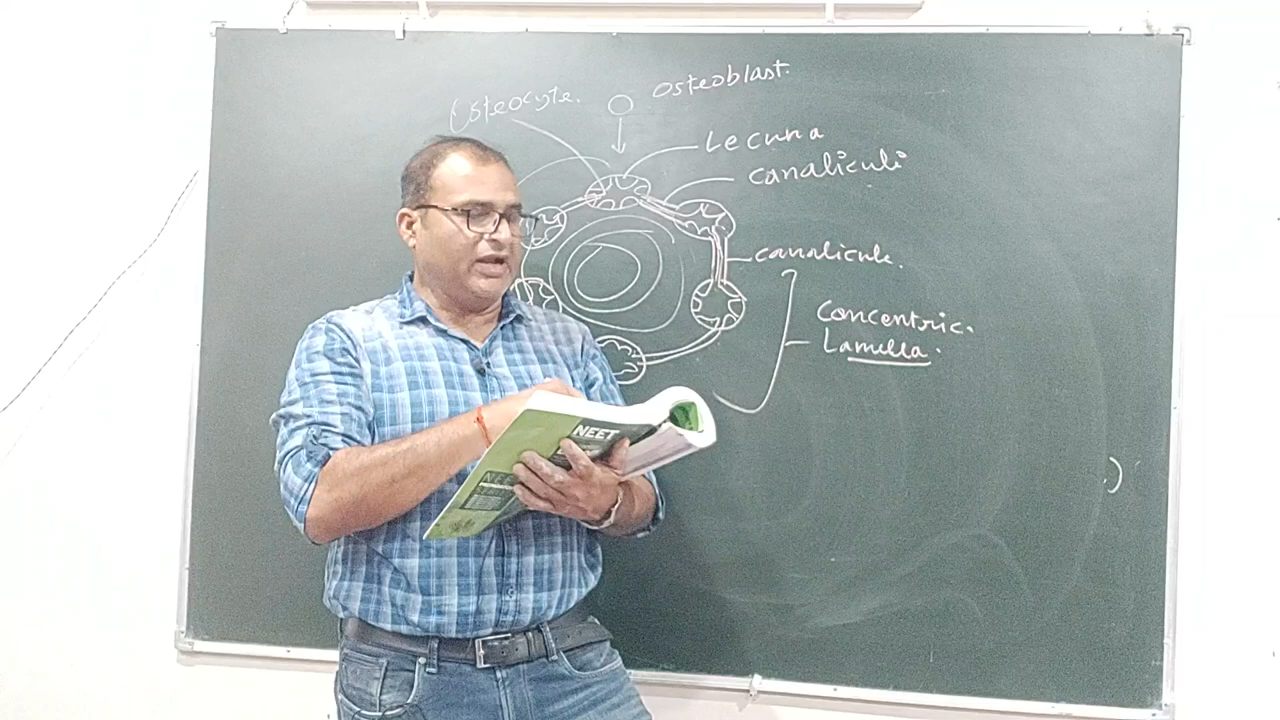 Osteocyte.
osteoblast.
Lecuna
canaliculi
canalicule.
Concentric.
Lamella.
NEET